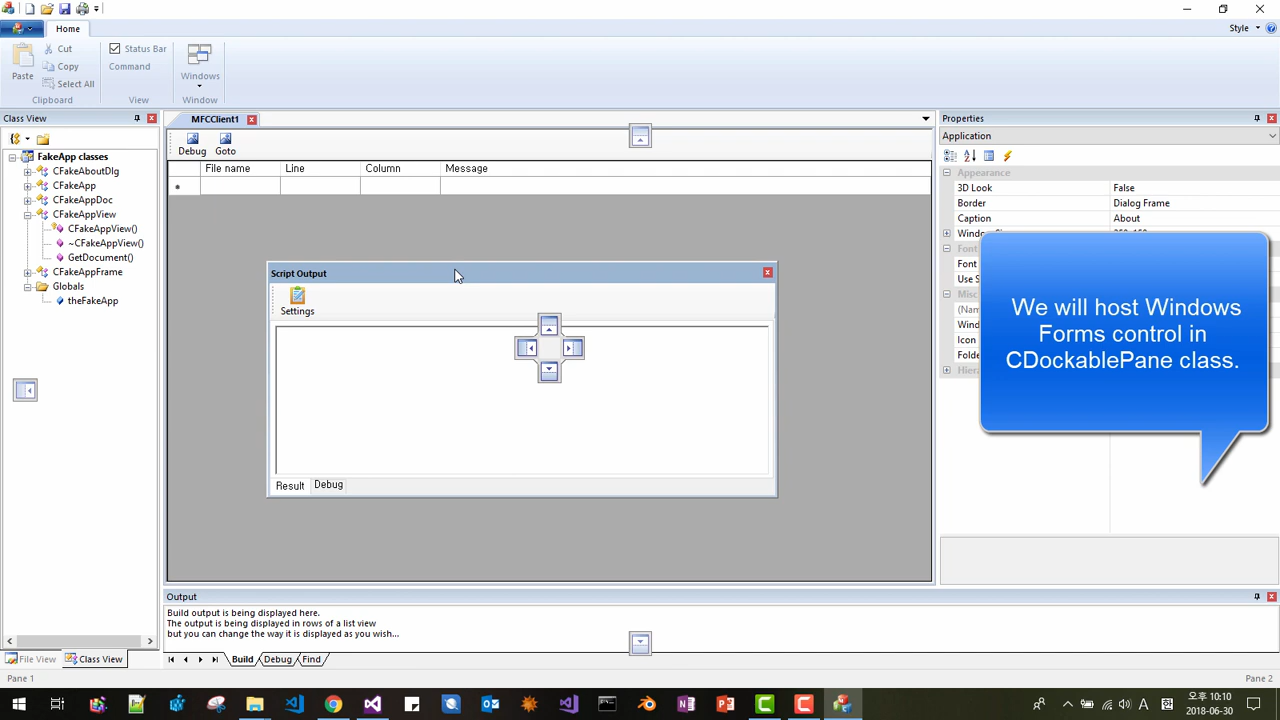 Home
Style
Paste
Cut
Copy
Select All
Clipboard
Status Bar
Command
View
Windows
Window
Class View
FakeApp classes
CFakeAboutDlg
CFakeApp
CFakeAppDoc
CFakeAppView
CFakeAppView()
~CFakeAppView()
GetDocument()
CFakeAppFrame
Globals
theFakeApp
File View
Class View
MFCClient1
Debug
Goto
File name
Line
Column
Message
Script Output
Settings
Result
Debug
Properties
Application
Appearance
3D Look
False
Border
Dialog Frame
Caption
About
Font
Misc
Icon
We will host Windows
Forms control in
CDockablePane class.
Output
Build output is being displayed here.
The output is being displayed in rows of a list view
but you can change the way it is displayed as you wish...
Build
Debug
Find
Pane 1
Pane 2
A
오후 10:10
2018-06-30